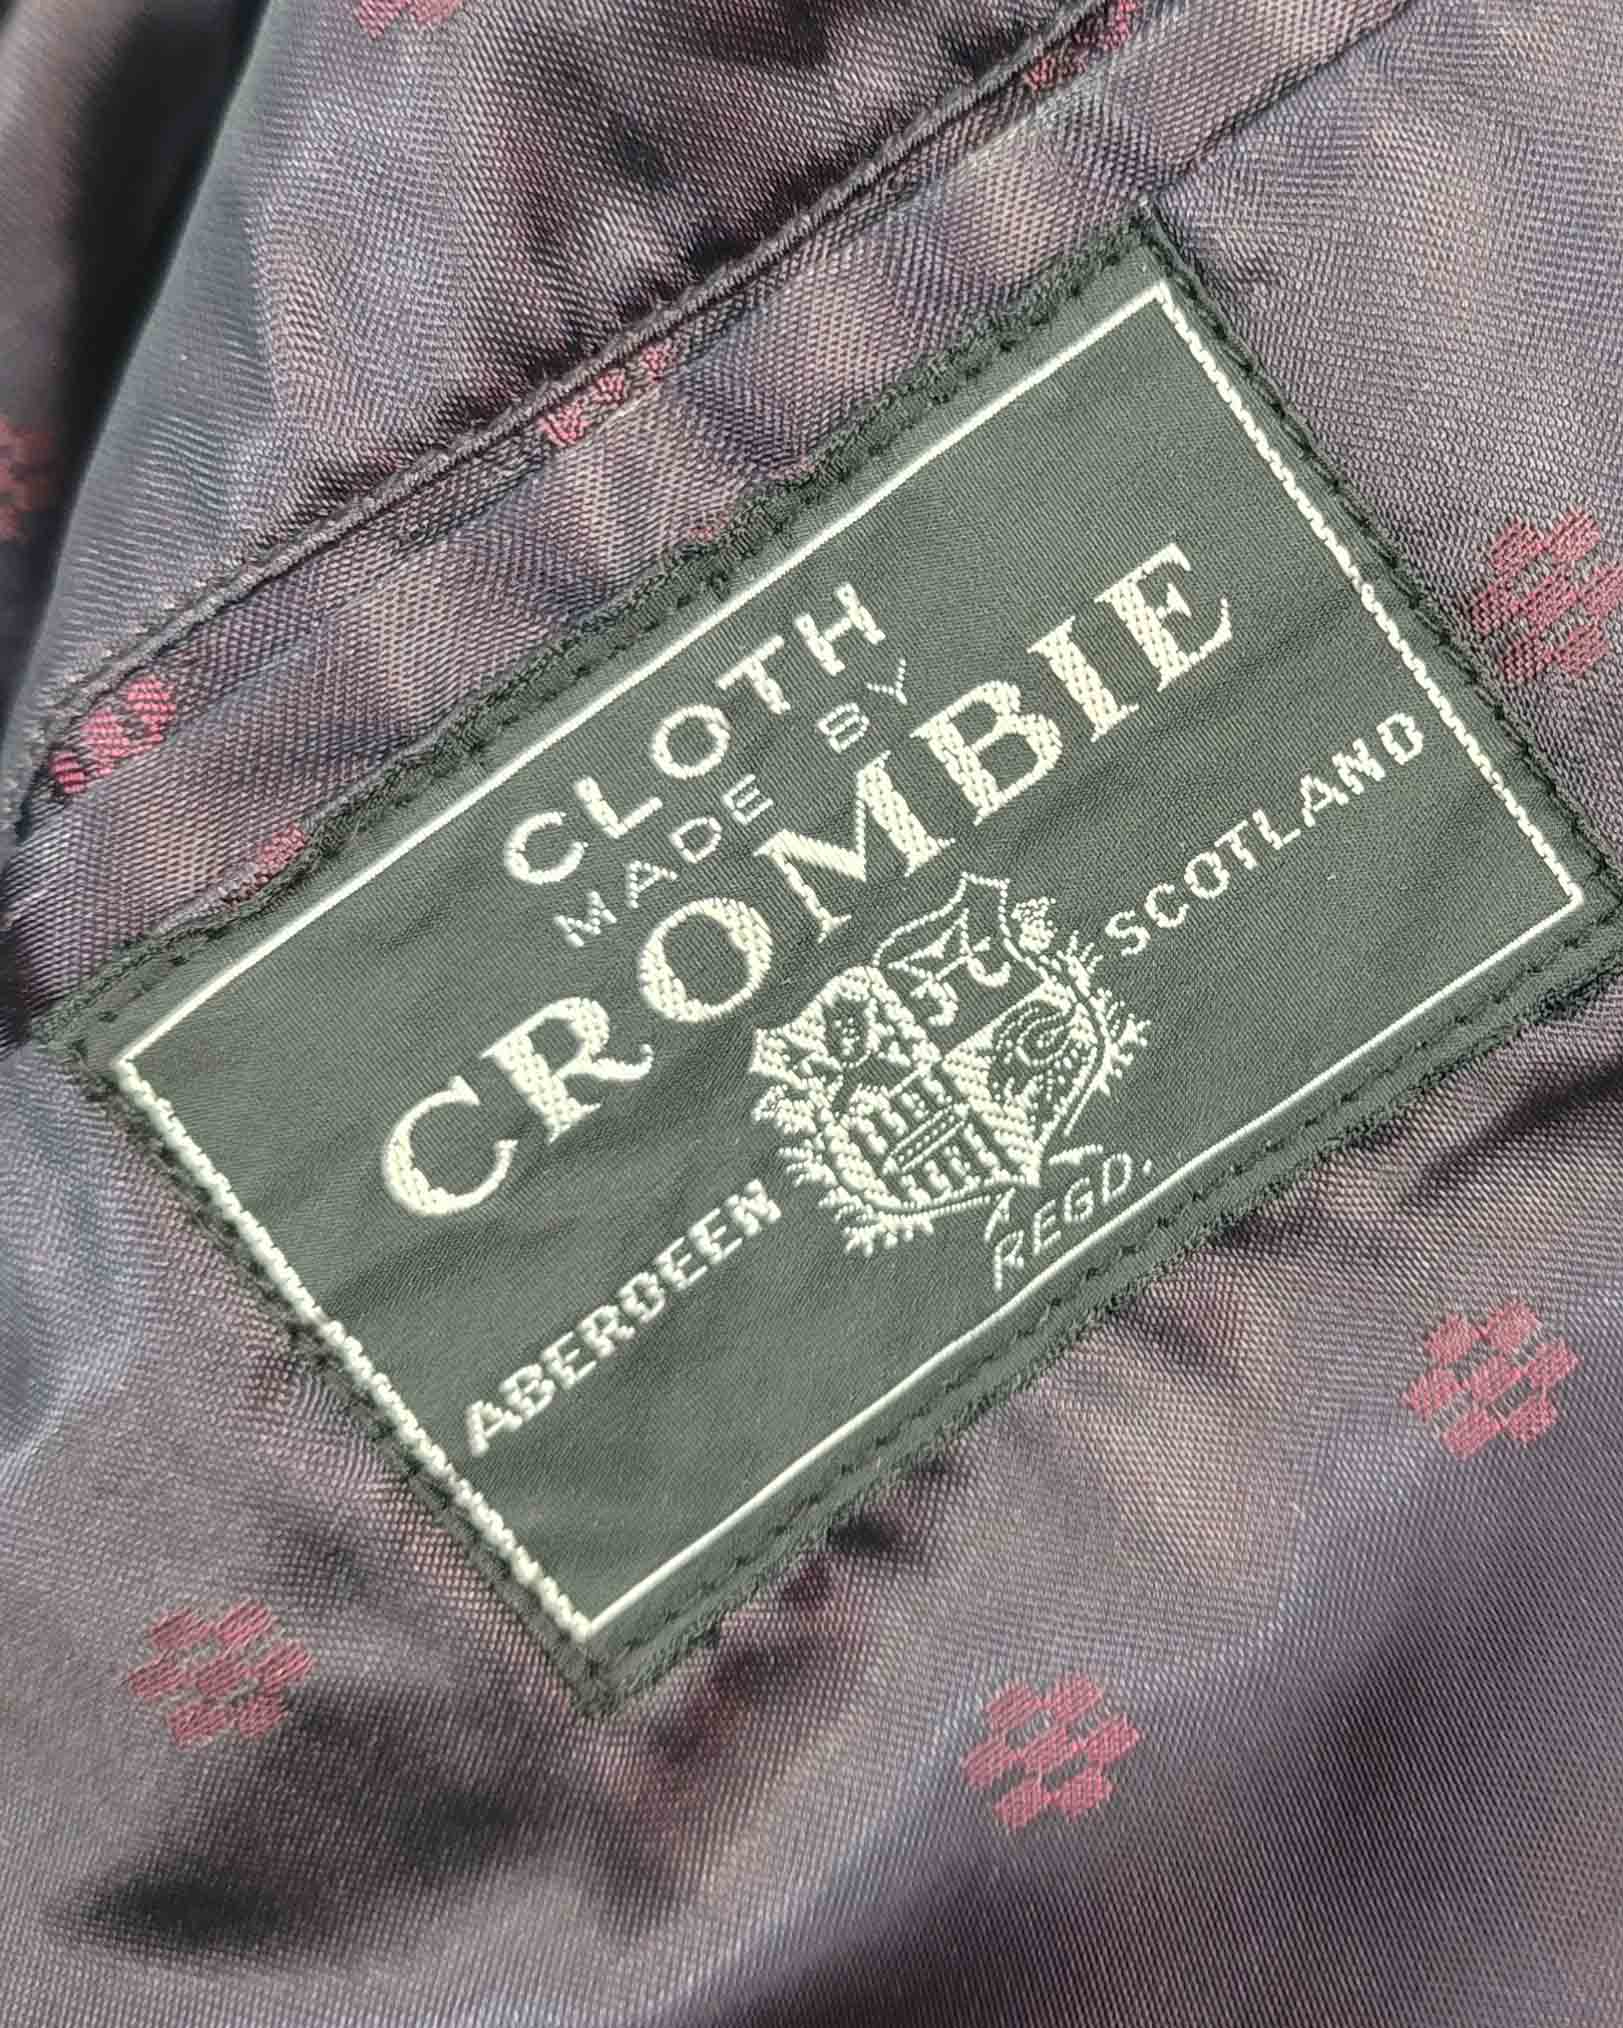 CLOTH
MADE BY
CROMBIE
ABERDEEN SCOTLAND
REGD.